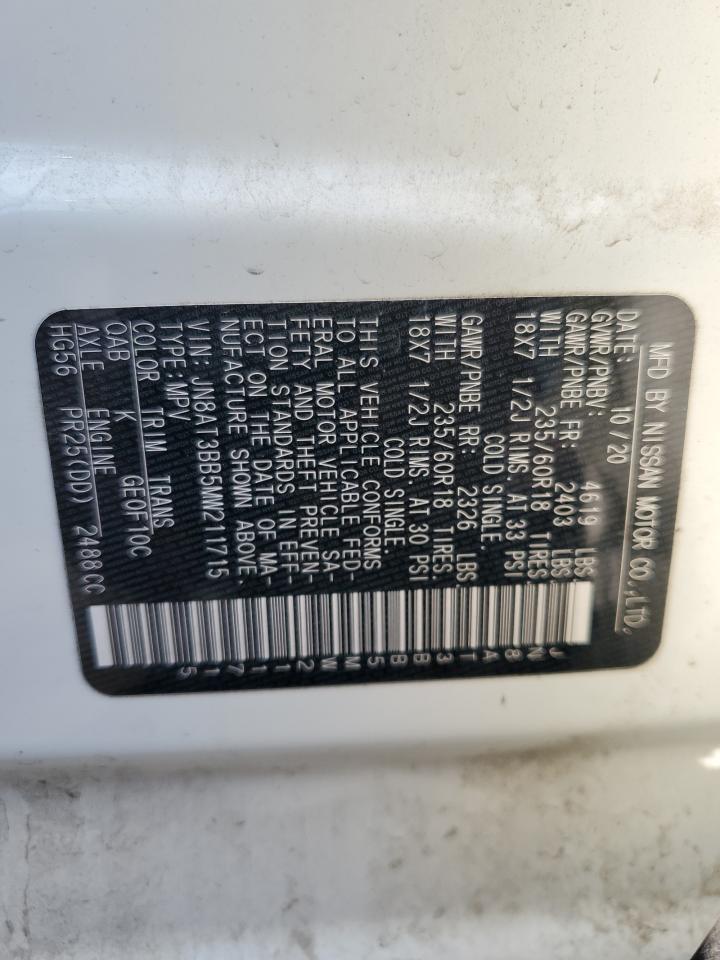 MFD BY NISSAN MOTOR CO.,LTD.
DATE: 10/20
GVWR/PNBV: 4619 LBS
GAWR/PNBE FR: 2403 LBS
WITH 235/60R18 TIRES
18X7 1/2J RIMS. AT 33 PSI
COLD SINGLE.
GAWR/PNBE RR: 2326 LBS
WITH 235/60R18 TIRES.
18X7 1/2J RIMS. AT 30 PSI
COLD SINGLE.
THIS VEHICLE CONFORMS
TO ALL APPLICABLE FED-
ERAL MOTOR VEHICLE SA-
FETY AND THEFT PREVEN-
TION STANDARDS IN EFF-
ECT ON THE DATE OF MA-
NUFACTURE SHOWN ABOVE.
VIN: JN8AT3BB5MW211715
TYPE:MPV
COLOR TRIM TRANS
QAB K GEOF10C
AXLE ENGINE
HG56 PR25(DD) 2488CC
JN8AT3BB5MW211715